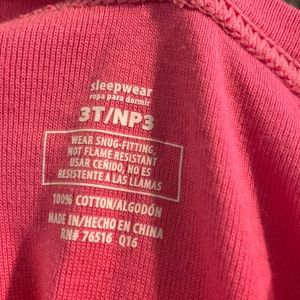 sleepwear
ropa para dormir
3T/NP3
WEAR SNUG-FITTING,
NOT FLAME RESISTANT
USAR CEÑIDO, NO ES
RESISTENTE A LAS LLAMAS
100% COTTON/ALGODÓN
MADE IN/HECHO EN CHINA
RN# 76516 Q16